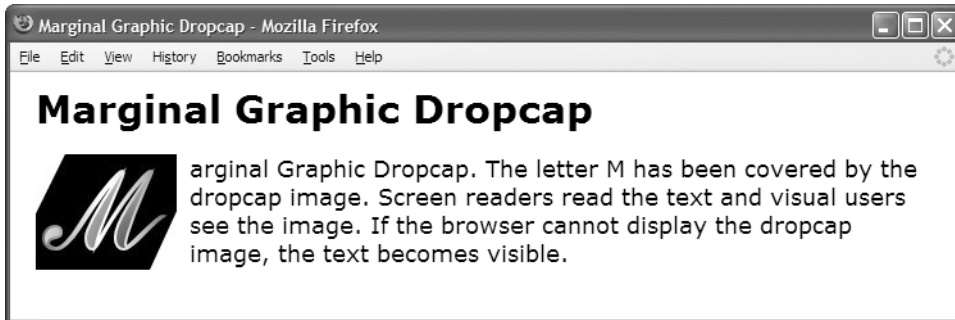 Marginal Graphic Dropcap - Mozilla Firefox
File Edit View History Bookmarks Tools Help
Marginal Graphic Dropcap
M arginal Graphic Dropcap. The letter M has been covered by the
dropcap image. Screen readers read the text and visual users
see the image. If the browser cannot display the dropcap
image, the text becomes visible.